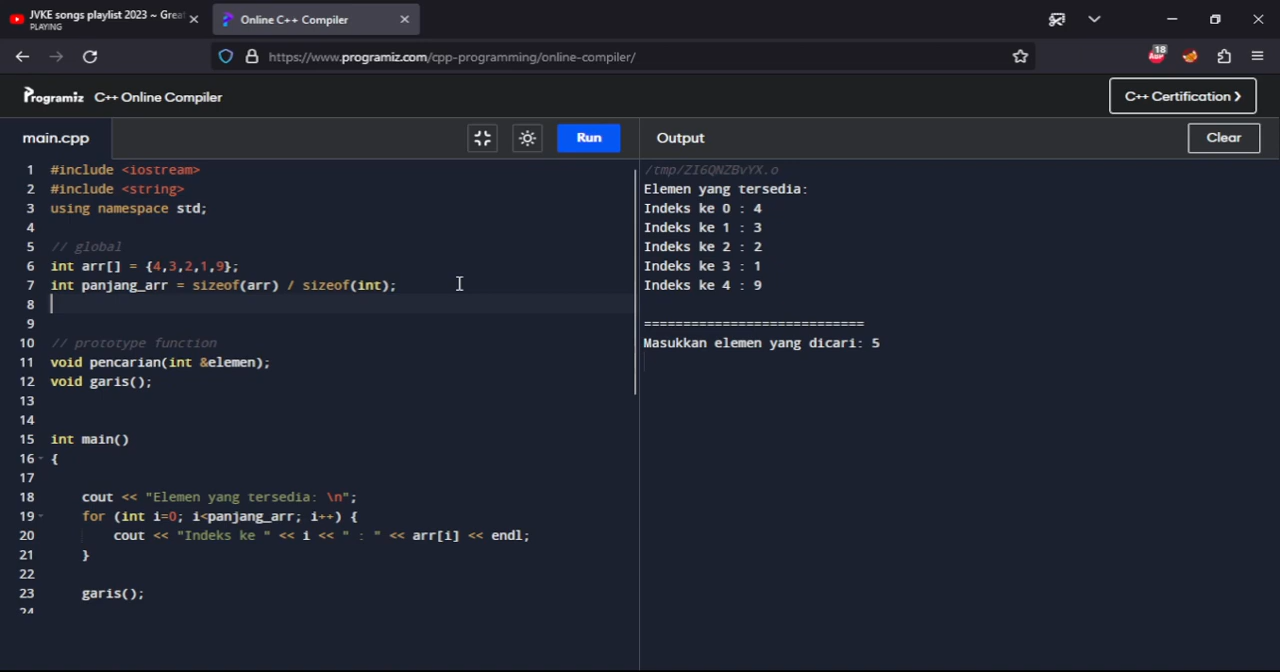 JVKE songs playlist 2023 ~ Great
PLAYING
Online C++ Compiler
https://www.programiz.com/cpp-programming/online-compiler/
18
Programiz C++ Online Compiler
C++ Certification ❯
main.cpp
Run
Output
Clear
1 #include <iostream>
2 #include <string>
3 using namespace std;
4
5 // global
6 int arr[] = {4,3,2,1,9};
7 int panjang_arr = sizeof(arr) / sizeof(int);
8
9
10 // prototype function
11 void pencarian(int &elemen);
12 void garis();
13
14
15 int main()
16 {
17
18 cout << "Elemen yang tersedia: \n";
19 for (int i=0; i<panjang_arr; i++) {
20 cout << "Indeks ke " << i << " : " << arr[i] << endl;
21 }
22
23 garis();
24
/tmp/ZI6QNZBvYX.o
Elemen yang tersedia:
Indeks ke 0 : 4
Indeks ke 1 : 3
Indeks ke 2 : 2
Indeks ke 3 : 1
Indeks ke 4 : 9
============================
Masukkan elemen yang dicari: 5